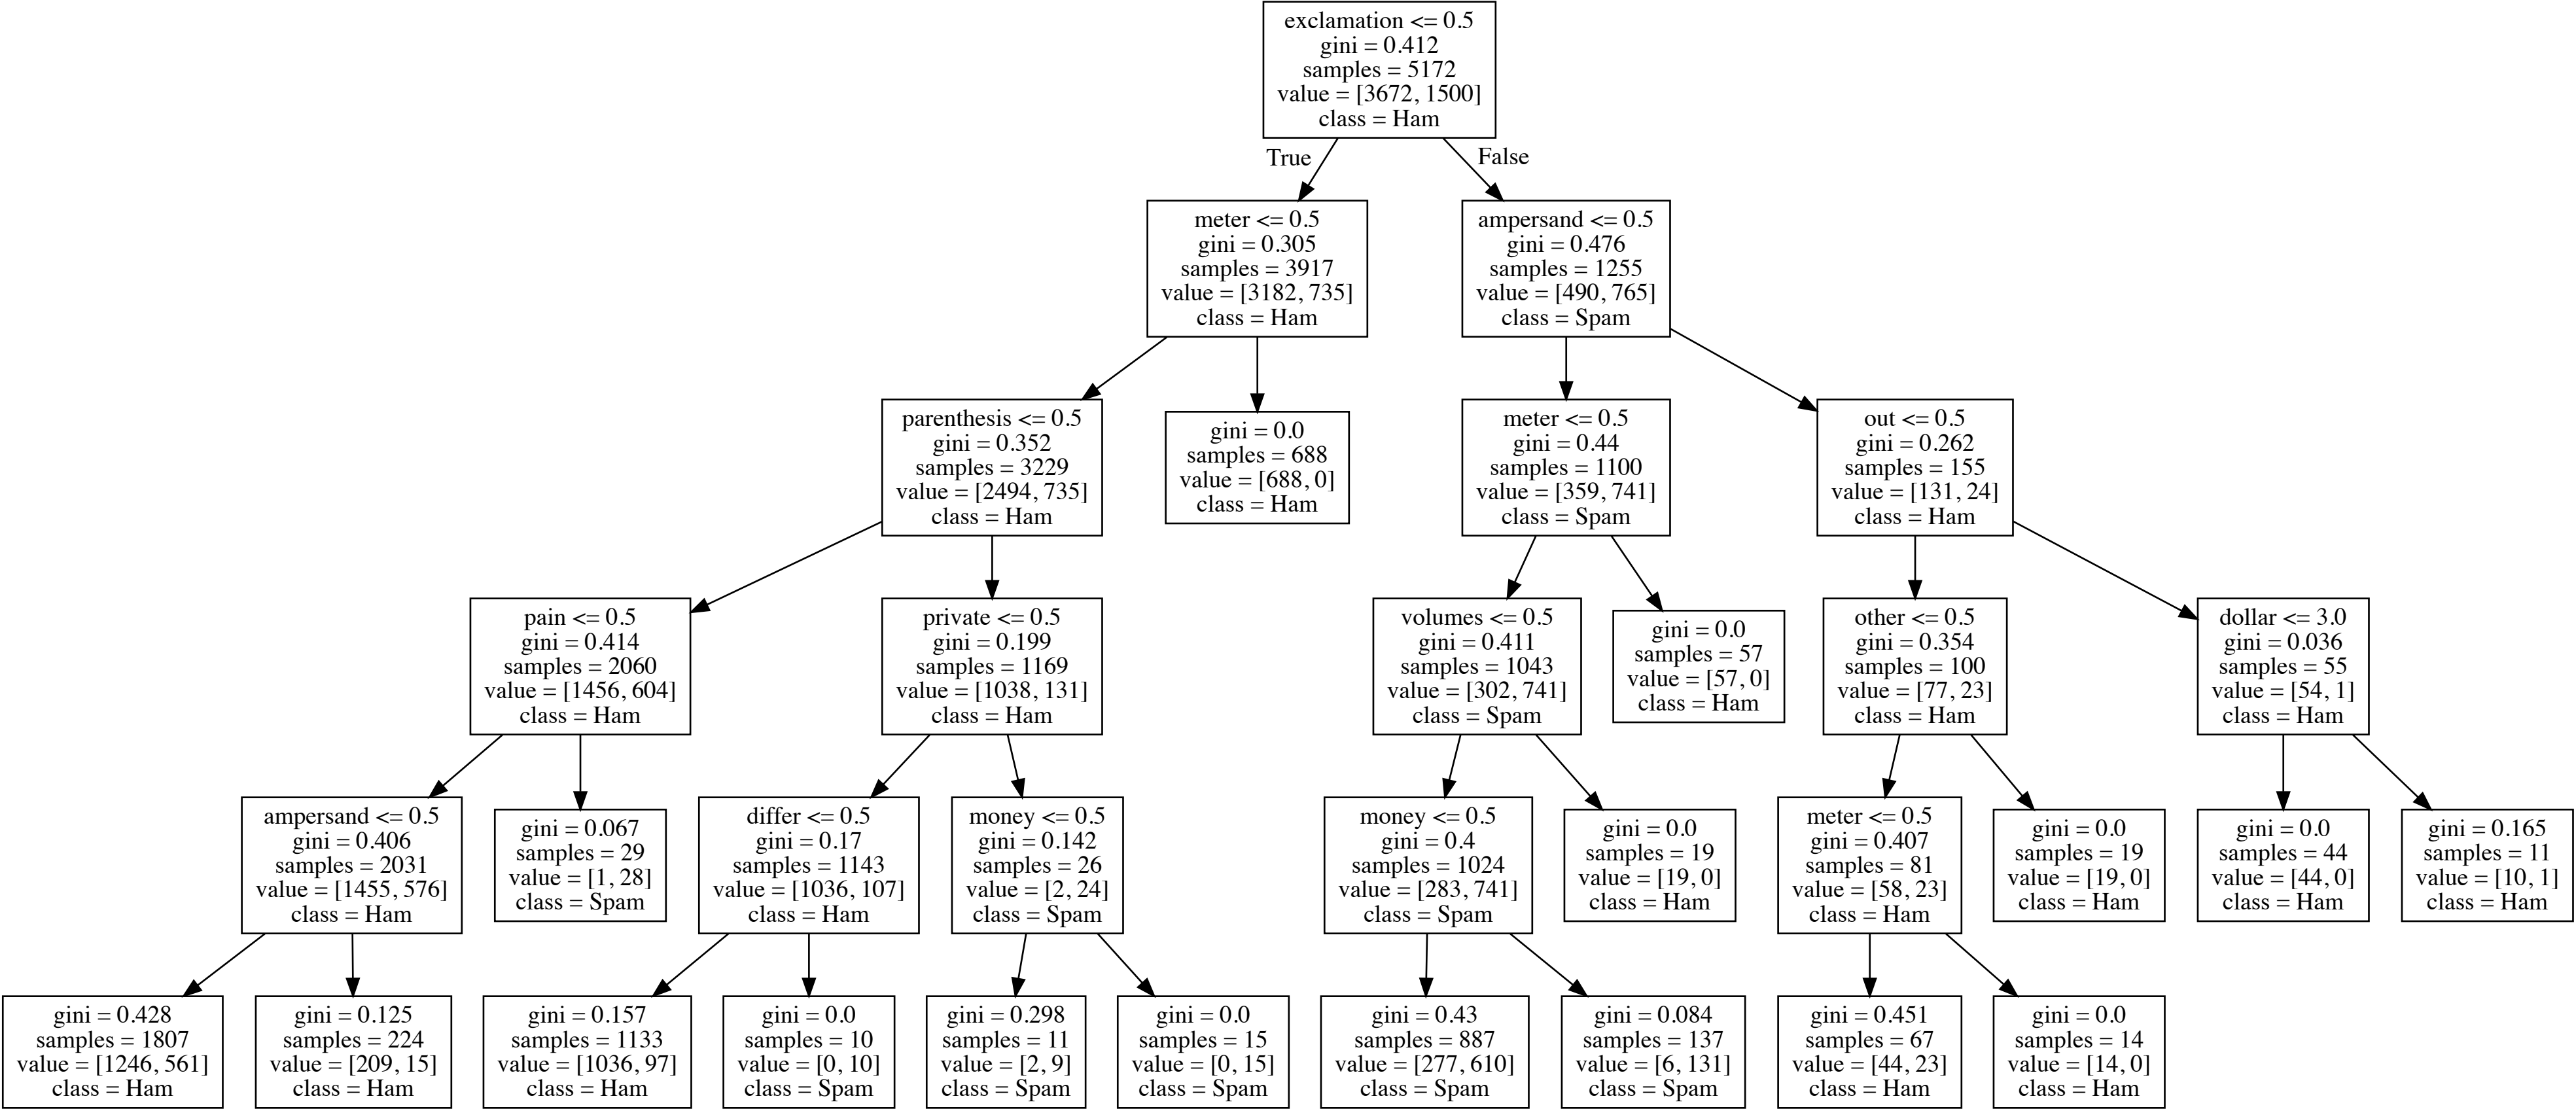 exclamation <= 0.5
gini = 0.412
samples = 5172
value = [3672, 1500]
class = Ham
True
False
meter <= 0.5
gini = 0.305
samples = 3917
value = [3182, 735]
class = Ham
ampersand <= 0.5
gini = 0.476
samples = 1255
value = [490, 765]
class = Spam
parenthesis <= 0.5
gini = 0.352
samples = 3229
value = [2494, 735]
class = Ham
gini = 0.0
samples = 688
value = [688, 0]
class = Ham
meter <= 0.5
gini = 0.44
samples = 1100
value = [359, 741]
class = Spam
out <= 0.5
gini = 0.262
samples = 155
value = [131, 24]
class = Ham
pain <= 0.5
gini = 0.414
samples = 2060
value = [1456, 604]
class = Ham
private <= 0.5
gini = 0.199
samples = 1169
value = [1038, 131]
class = Ham
volumes <= 0.5
gini = 0.411
samples = 1043
value = [302, 741]
class = Spam
gini = 0.0
samples = 57
value = [57, 0]
class = Ham
other <= 0.5
gini = 0.354
samples = 100
value = [77, 23]
class = Ham
dollar <= 3.0
gini = 0.036
samples = 55
value = [54, 1]
class = Ham
ampersand <= 0.5
gini = 0.406
samples = 2031
value = [1455, 576]
class = Ham
gini = 0.067
samples = 29
value = [1, 28]
class = Spam
differ <= 0.5
gini = 0.17
samples = 1143
value = [1036, 107]
class = Ham
money <= 0.5
gini = 0.142
samples = 26
value = [2, 24]
class = Spam
money <= 0.5
gini = 0.4
samples = 1024
value = [283, 741]
class = Spam
gini = 0.0
samples = 19
value = [19, 0]
class = Ham
meter <= 0.5
gini = 0.407
samples = 81
value = [58, 23]
class = Ham
gini = 0.0
samples = 19
value = [19, 0]
class = Ham
gini = 0.0
samples = 44
value = [44, 0]
class = Ham
gini = 0.165
samples = 11
value = [10, 1]
class = Ham
gini = 0.428
samples = 1807
value = [1246, 561]
class = Ham
gini = 0.125
samples = 224
value = [209, 15]
class = Ham
gini = 0.157
samples = 1133
value = [1036, 97]
class = Ham
gini = 0.0
samples = 10
value = [0, 10]
class = Spam
gini = 0.298
samples = 11
value = [2, 9]
class = Spam
gini = 0.0
samples = 15
value = [0, 15]
class = Spam
gini = 0.43
samples = 887
value = [277, 610]
class = Spam
gini = 0.084
samples = 137
value = [6, 131]
class = Spam
gini = 0.451
samples = 67
value = [44, 23]
class = Ham
gini = 0.0
samples = 14
value = [14, 0]
class = Ham